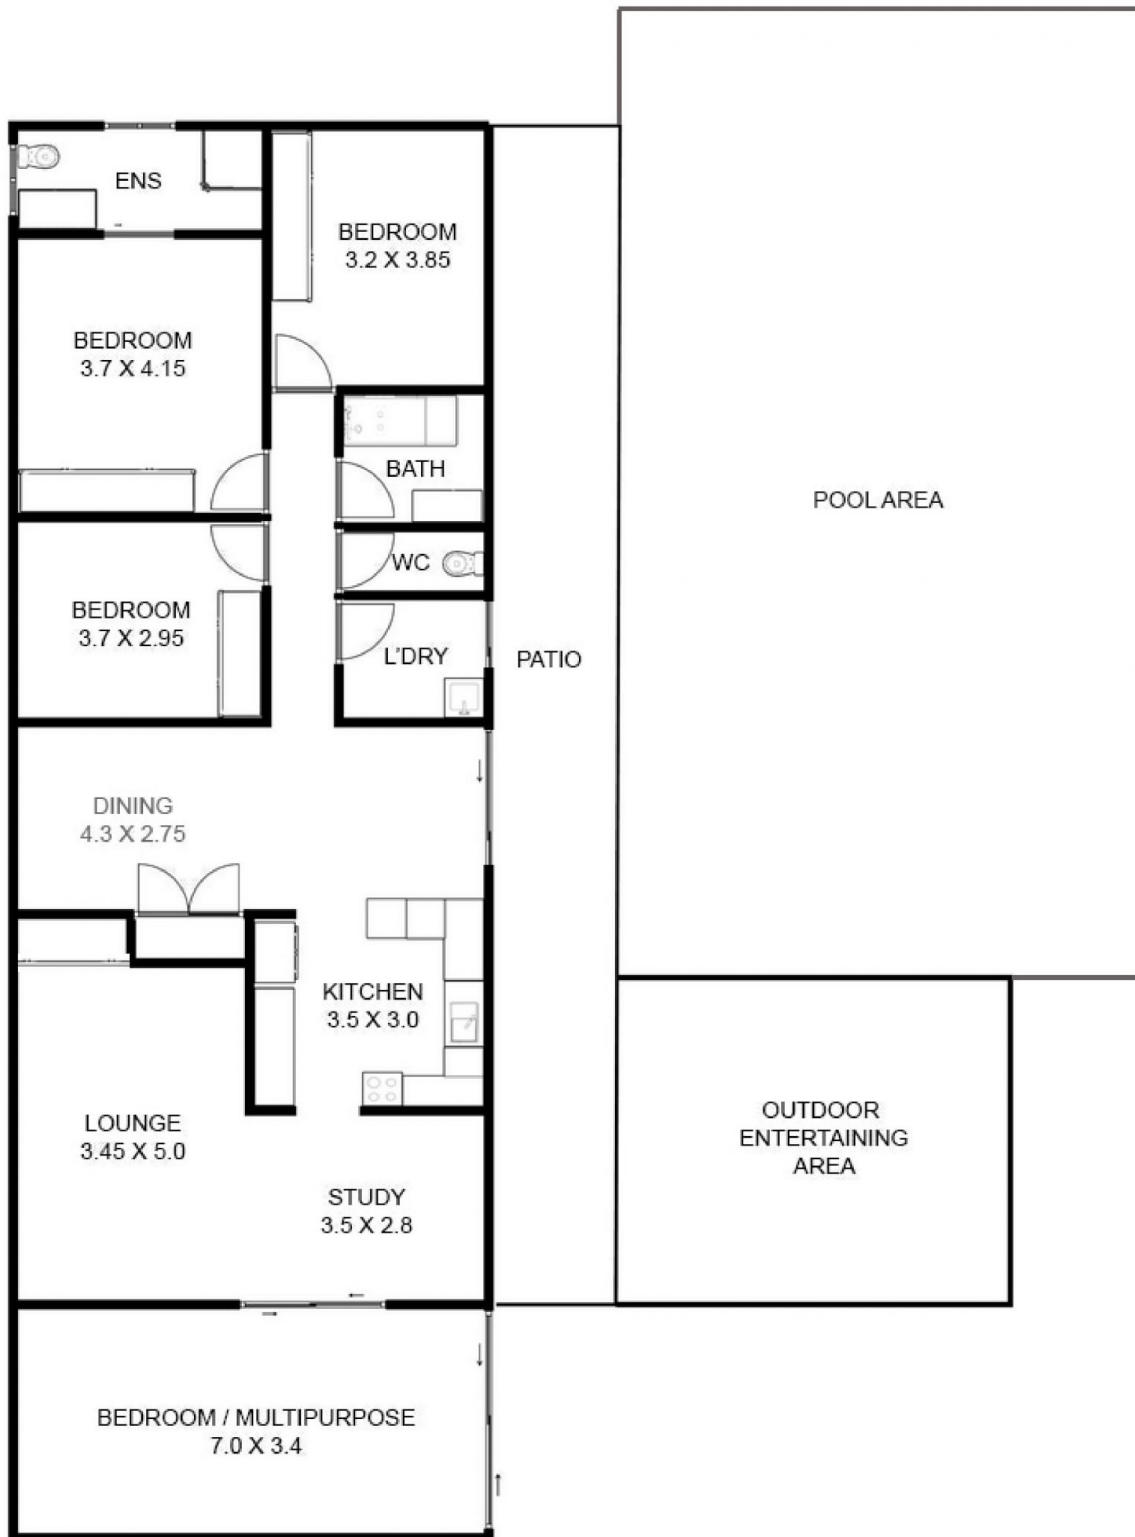 ENS
BEDROOM
3.2 X 3.85
BEDROOM
3.7 X 4.15
BATH
POOL AREA
WC
BEDROOM
3.7 X 2.95
L'DRY
PATIO
DINING
4.3 X 2.75
KITCHEN
3.5 X 3.0
LOUNGE
3.45 X 5.0
OUTDOOR
ENTERTAINING
AREA
STUDY
3.5 X 2.8
BEDROOM / MULTIPURPOSE
7.0 X 3.4